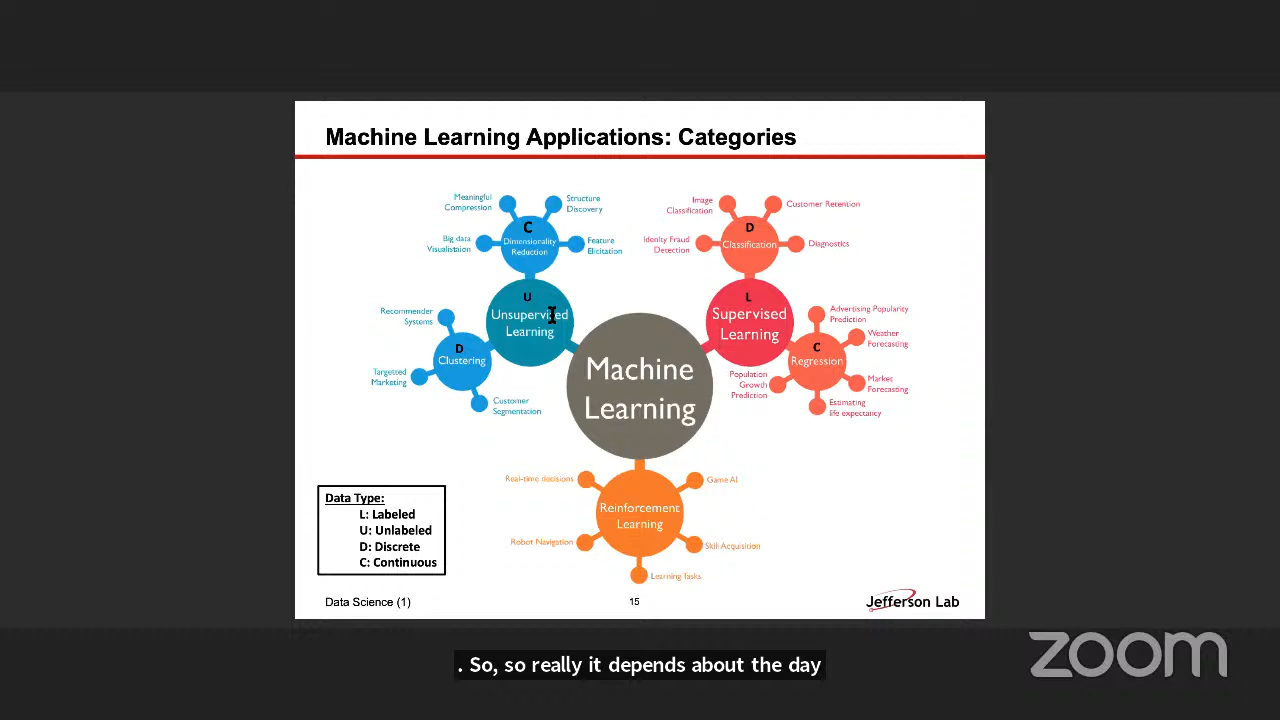 Machine Learning Applications: Categories
Meaningful
Compression
Structure
Discovery
Big data
Visualistaion
Feature
Elicitation
C
Dimensionality
Reduction
U
Unsupervized
Learning
Recommender
Systems
D
Clustering
Targetted
Marketing
Customer
Segmentation
Image
Classification
Customer Retention
Idenity Fraud
Detection
Diagnostics
D
Classification
L
Supervised
Learning
Advertising Popularity
Prediction
Weather
Forecasting
C
Regression
Population
Growth
Prediction
Market
Forecasting
Estimating
life expectancy
Machine
Learning
Real-time decisions
Game AI
Reinforcement
Learning
Robot Navigation
Skill Acquisition
Learning Tasks
Data Type:
L: Labeled
U: Unlabeled
D: Discrete
C: Continuous
Data Science (1)
15
Jefferson Lab
. So, so really it depends about the day
zoom